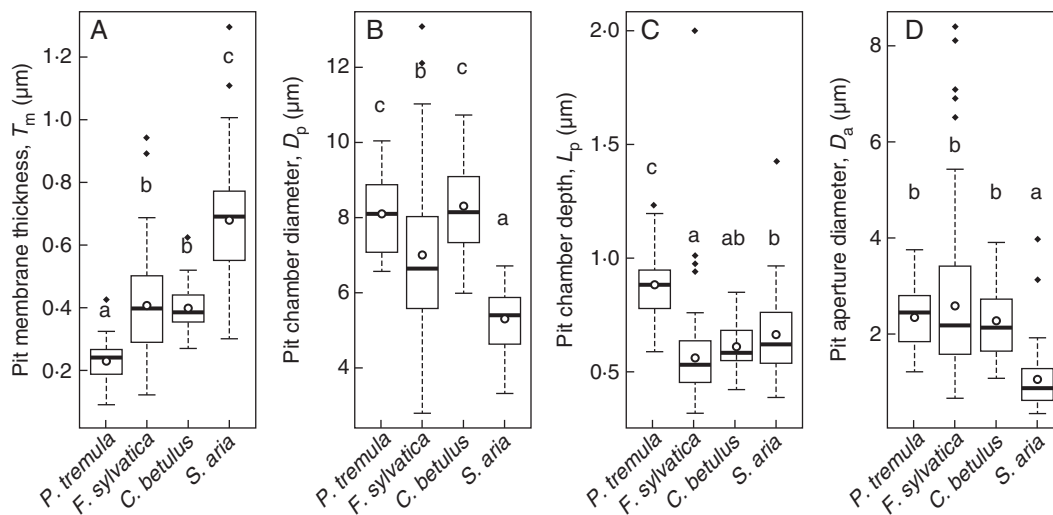 A
Pit membrane thickness, Tm (μm)
1·2
1·0
0·8
0·6
0·4
0·2
a
b
b
c
P. tremula
F. sylvatica
C. betulus
S. aria
B
Pit chamber diameter, Dp (μm)
12
10
8
6
4
c
b
c
a
P. tremula
F. sylvatica
C. betulus
S. aria
C
Pit chamber depth, Lp (μm)
2·0
1·5
1·0
0·5
c
a
ab
b
P. tremula
F. sylvatica
C. betulus
S. aria
D
Pit aperture diameter, Da (μm)
8
6
4
2
b
b
b
a
P. tremula
F. sylvatica
C. betulus
S. aria